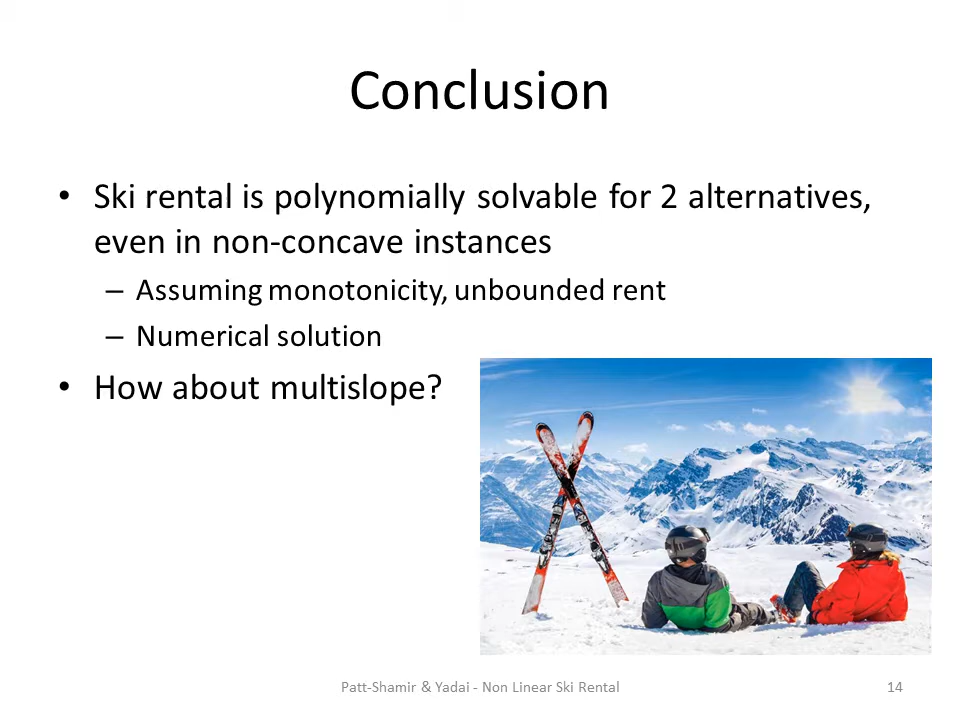 Conclusion
• Ski rental is polynomially solvable for 2 alternatives,
even in non-concave instances
– Assuming monotonicity, unbounded rent
– Numerical solution
• How about multislope?
Patt-Shamir & Yadai - Non Linear Ski Rental
14